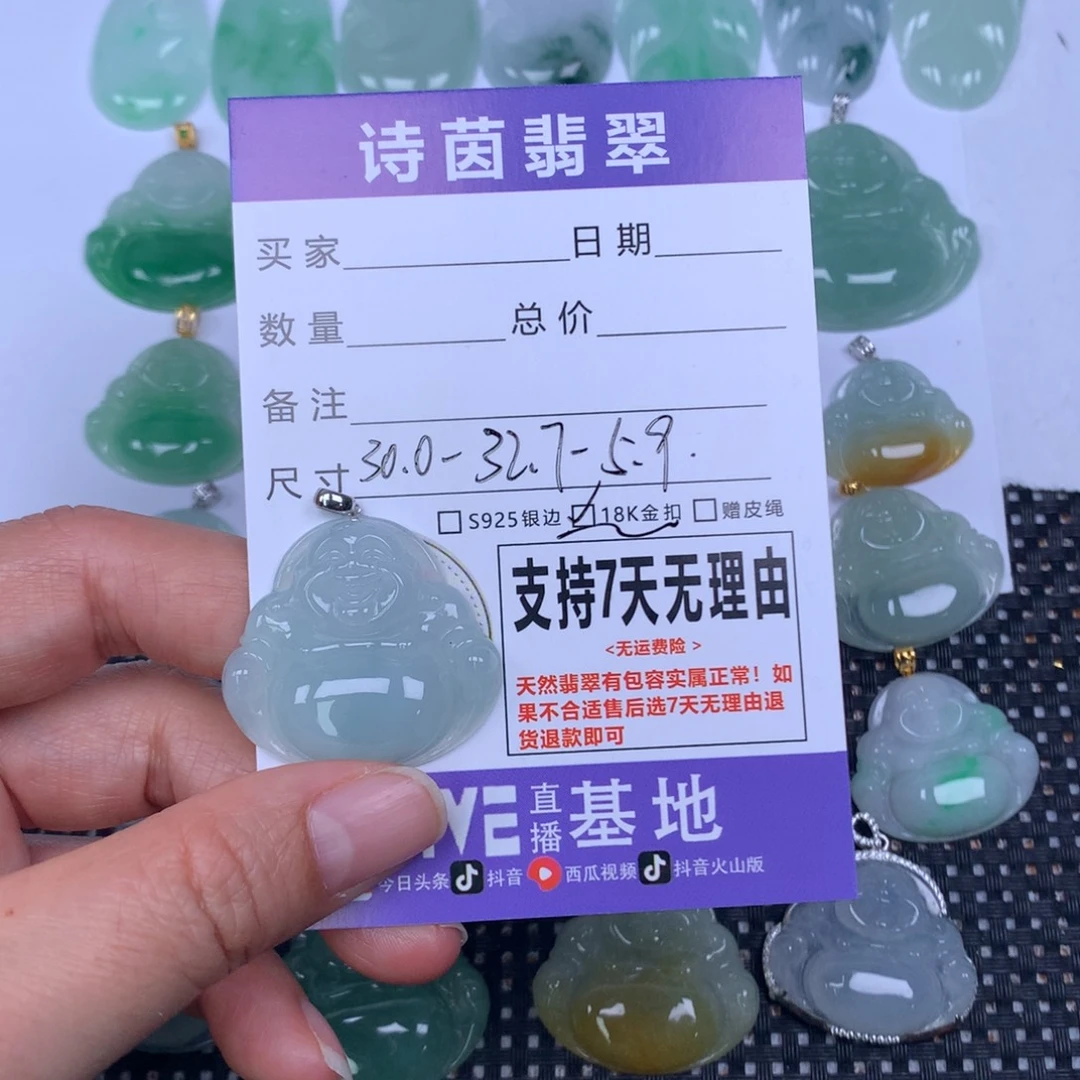 诗茵翡翠
买家 日期
数量 总价
备注
尺寸 30.0-32.7-5.9.
S925银边 18K金扣 赠皮绳
支持7天无理由
<无运费险>
天然翡翠有包容实属正常！如
果不合适售后选7天无理由退
货退款即可
VE 直播基地
今日头条 抖音 西瓜视频 抖音火山版